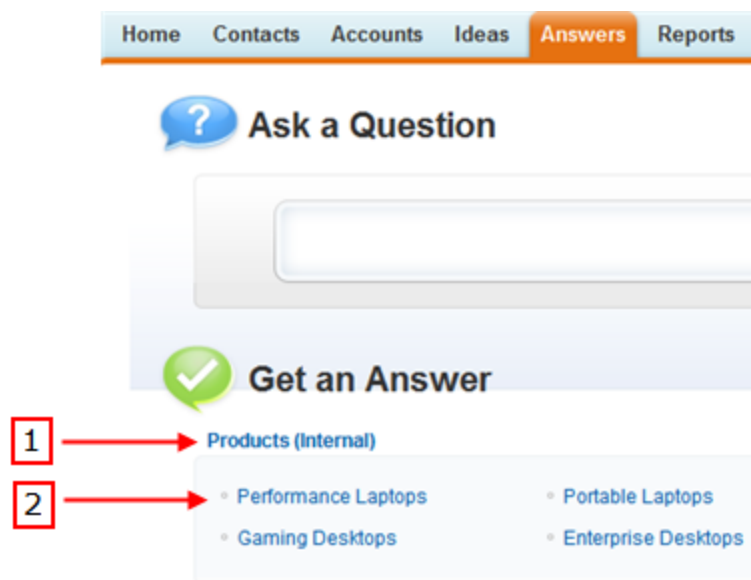 Home Contacts Accounts Ideas Answers Reports
? Ask a Question
Get an Answer
1 Products (Internal)
2 Performance Laptops Portable Laptops
Gaming Desktops Enterprise Desktops